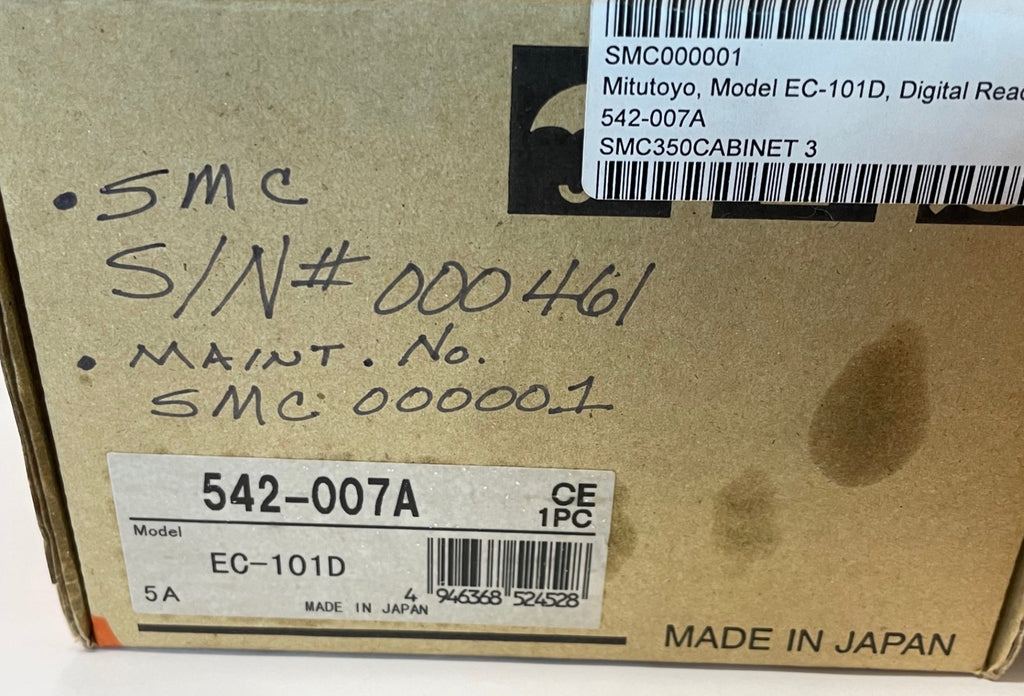 SMC000001
Mitutoyo, Model EC-101D, Digital
542-007A
SMC350CABINET 3
• SMC
S/N# 000461
• MAINT. No.
SMC 000001
542-007A
CE
1PC
Model
EC-101D
5A
4 946368 524528
MADE IN JAPAN
MADE IN JAPAN